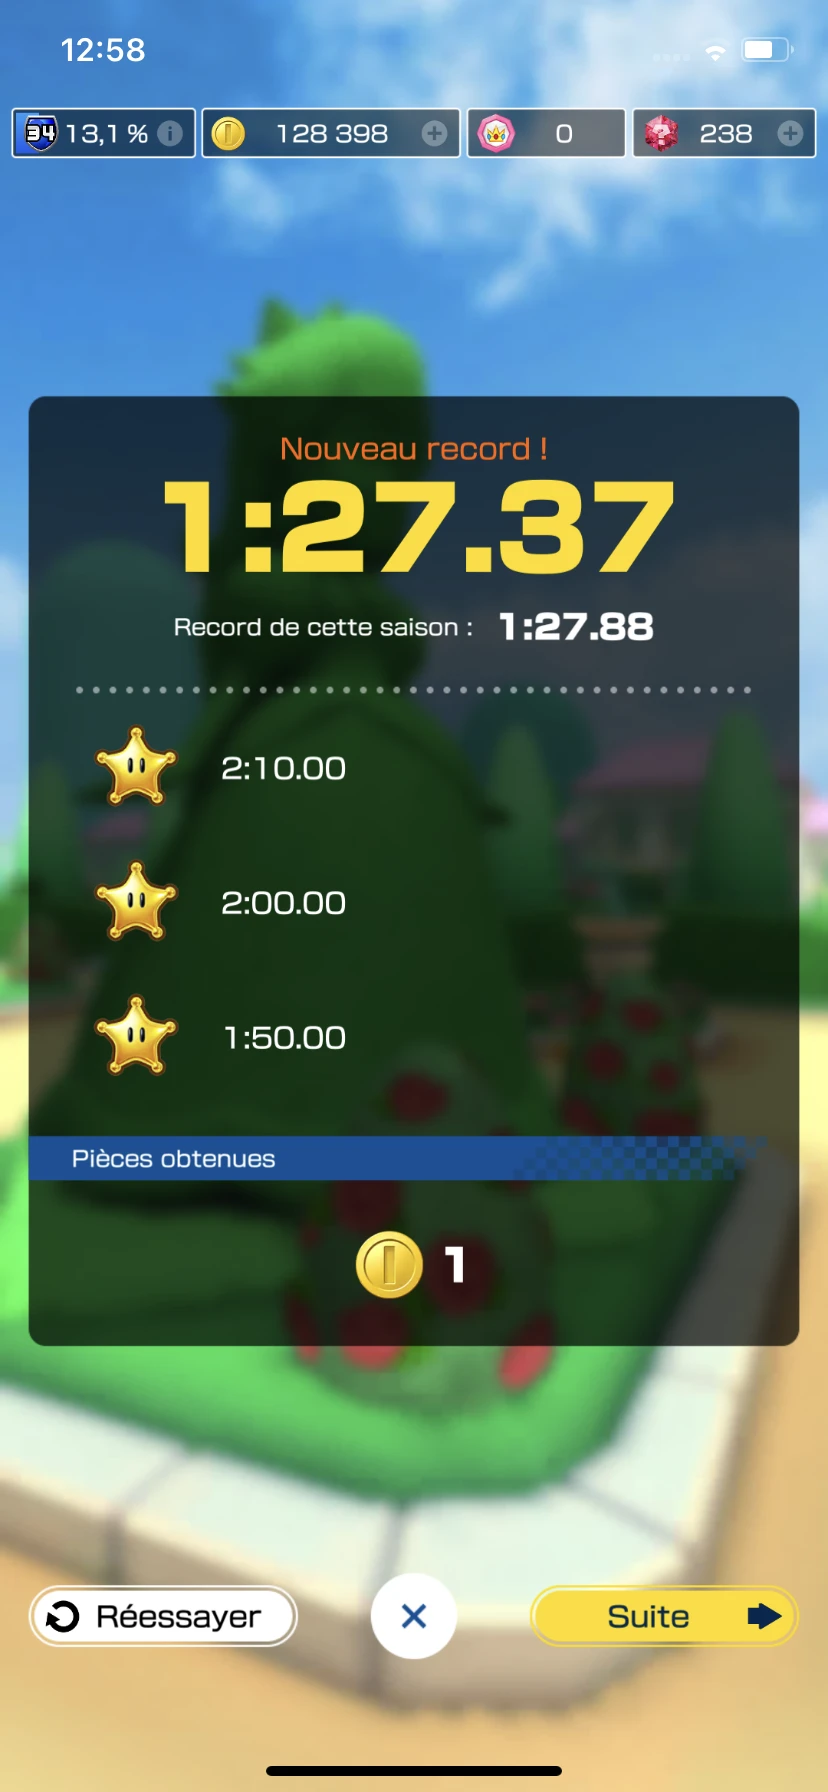 12:58
34 13,1 % i 128 398 + 0 238 +
Nouveau record !
1:27.37
Record de cette saison : 1:27.88
2:10.00
2:00.00
1:50.00
Pièces obtenues
1
Réessayer × Suite